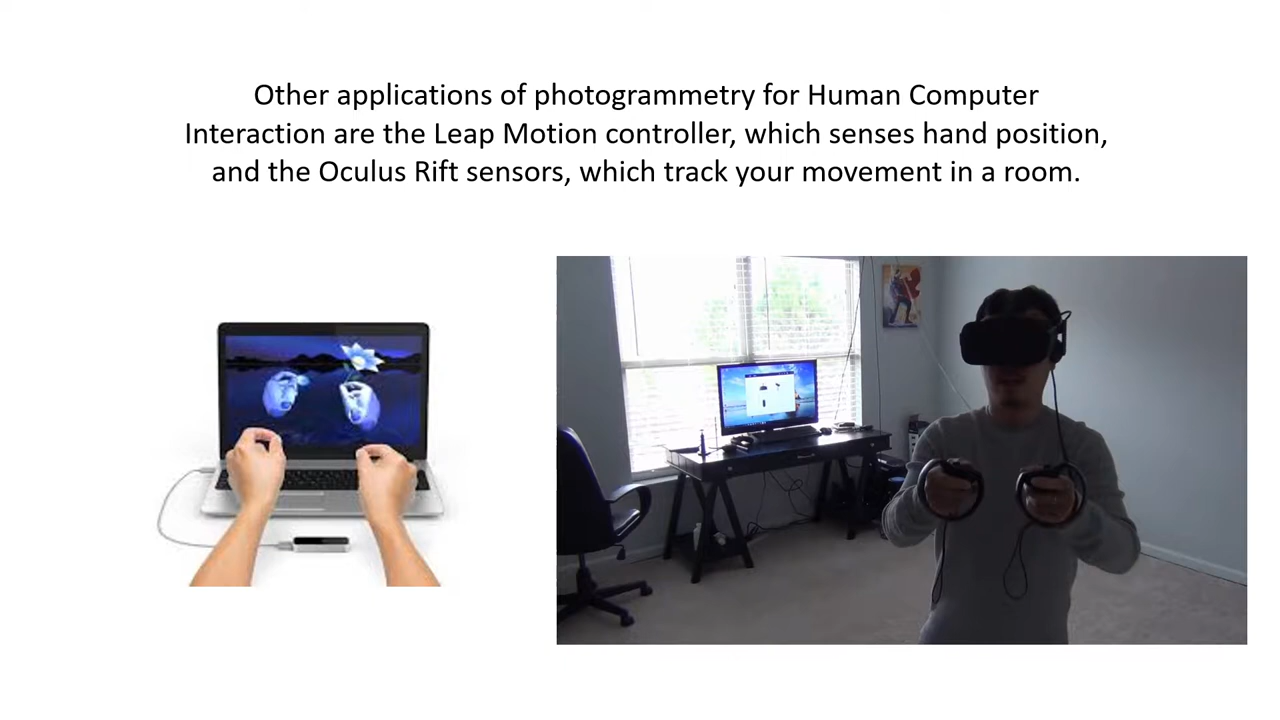 Other applications of photogrammetry for Human Computer
Interaction are the Leap Motion controller, which senses hand position,
and the Oculus Rift sensors, which track your movement in a room.